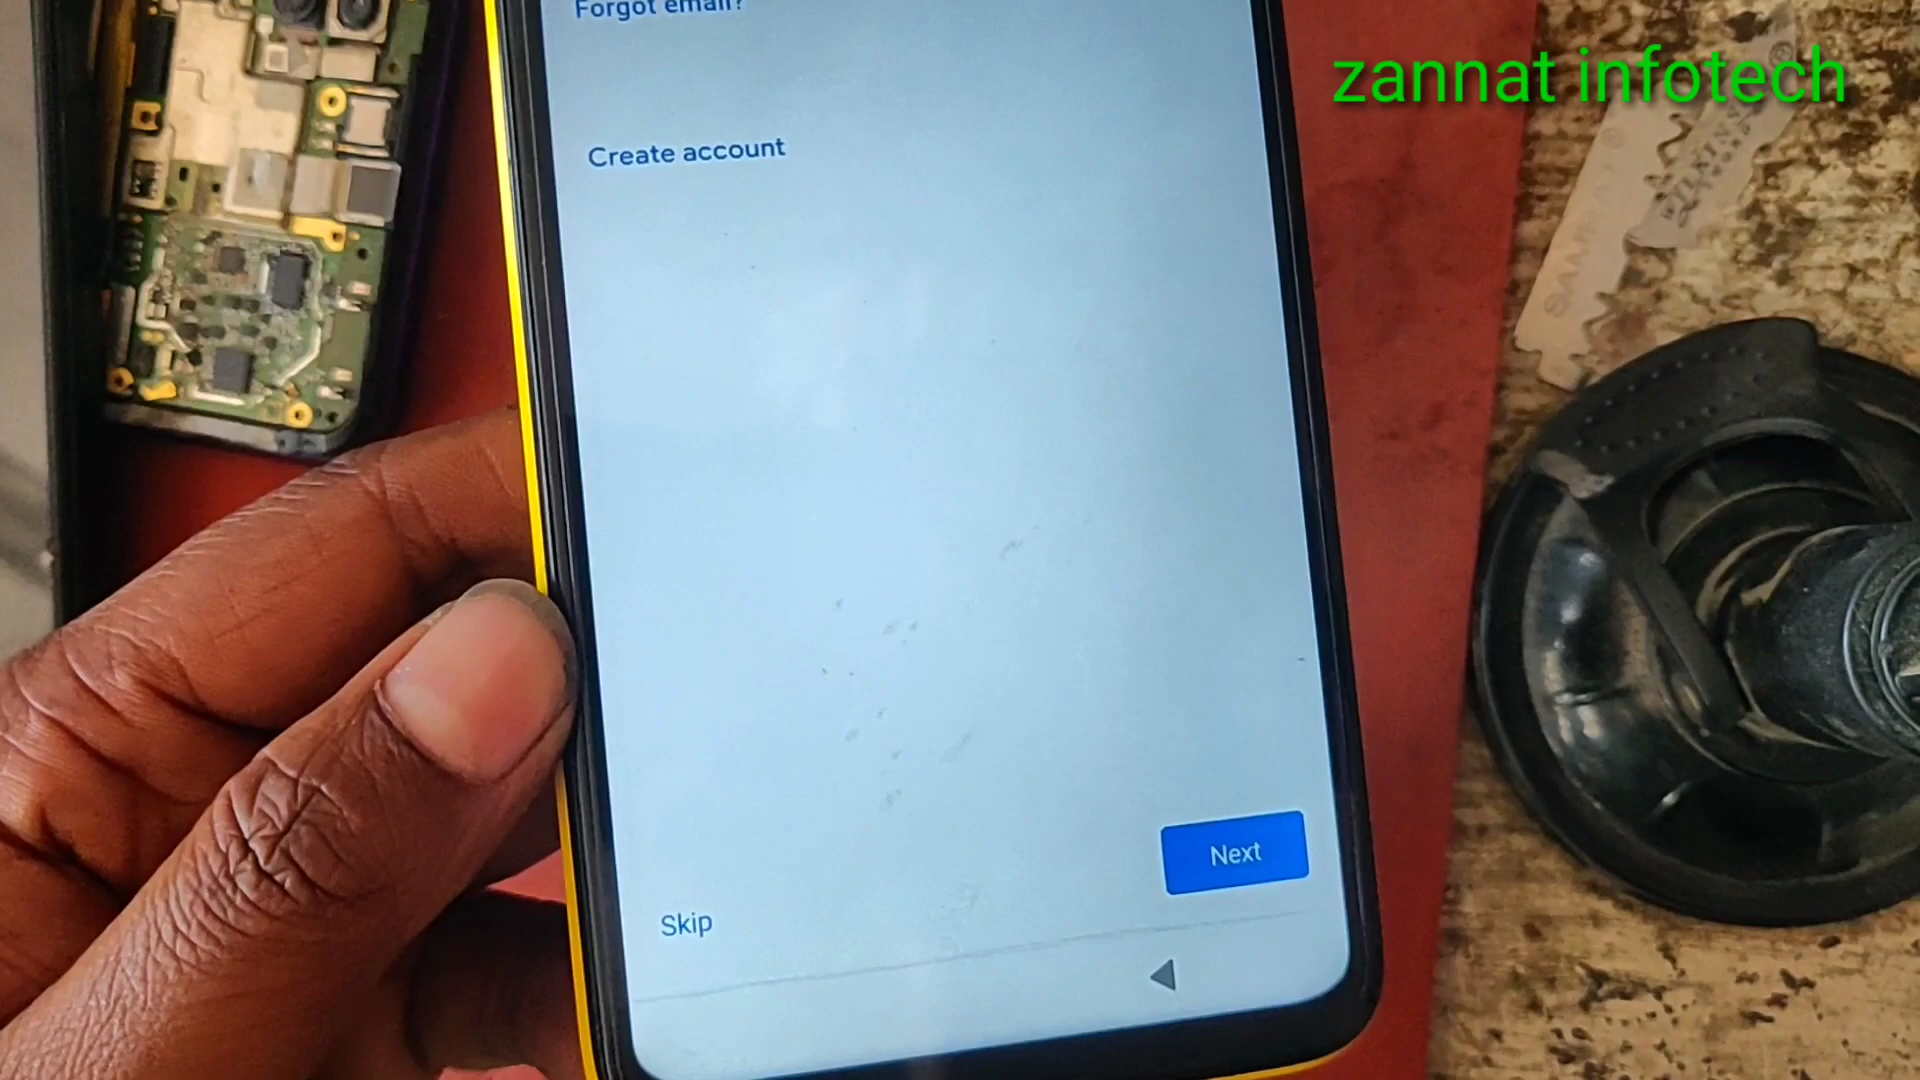 Forgot email?
zannat infotech
Create account
Next
Skip